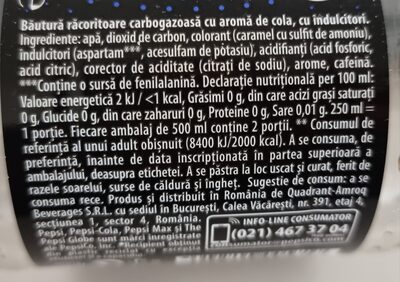 Băutură răcoritoare carbogazoasă cu aromă de cola, cu îndulcitori.
Ingrediente: apă, dioxid de carbon, colorant (caramel cu sulfit de amoniu),
îndulcitori (aspartam***, acesulfam de potasiu), acidifianți (acid fosforic,
acid citric), corector de aciditate (citrați de sodiu), arome, cafeină.
***Conține o sursă de fenilalanină. Declarație nutrițională per 100 ml:
Valoare energetică 2 kJ / <1 kcal, Grăsimi 0 g, din care acizi grași saturați
0 g, Glucide 0 g, din care zaharuri 0 g, Proteine 0 g, Sare 0,01 g. 250 ml =
1 porție. Fiecare ambalaj de 500 ml conține 2 porții. ** Consumul de
referință al unui adult obișnuit (8400 kJ/2000 kcal). A se consuma, de
preferință, înainte de data inscripționată în partea superioară a
ambalajului, deasupra etichetei. A se păstra la loc uscat și curat, ferit de
razele soarelui, surse de căldură și îngheț. Sugestie de consum: a se
consuma rece. Produs și distribuit în România de Quadrant-Amroq
Beverages S.R.L. cu sediul în București, Calea Văcărești, nr. 391, etaj 4,
secțiunea 1, sector 4, România.
Pepsi, Pepsi-Cola, Pepsi Max și The
Pepsi Globe sunt mărci înregistrate
ale PepsiCo, Inc. *Recipient obținut
din plastic reciclat
INFO-LINE CONSUMATOR
(021) 467 37 04